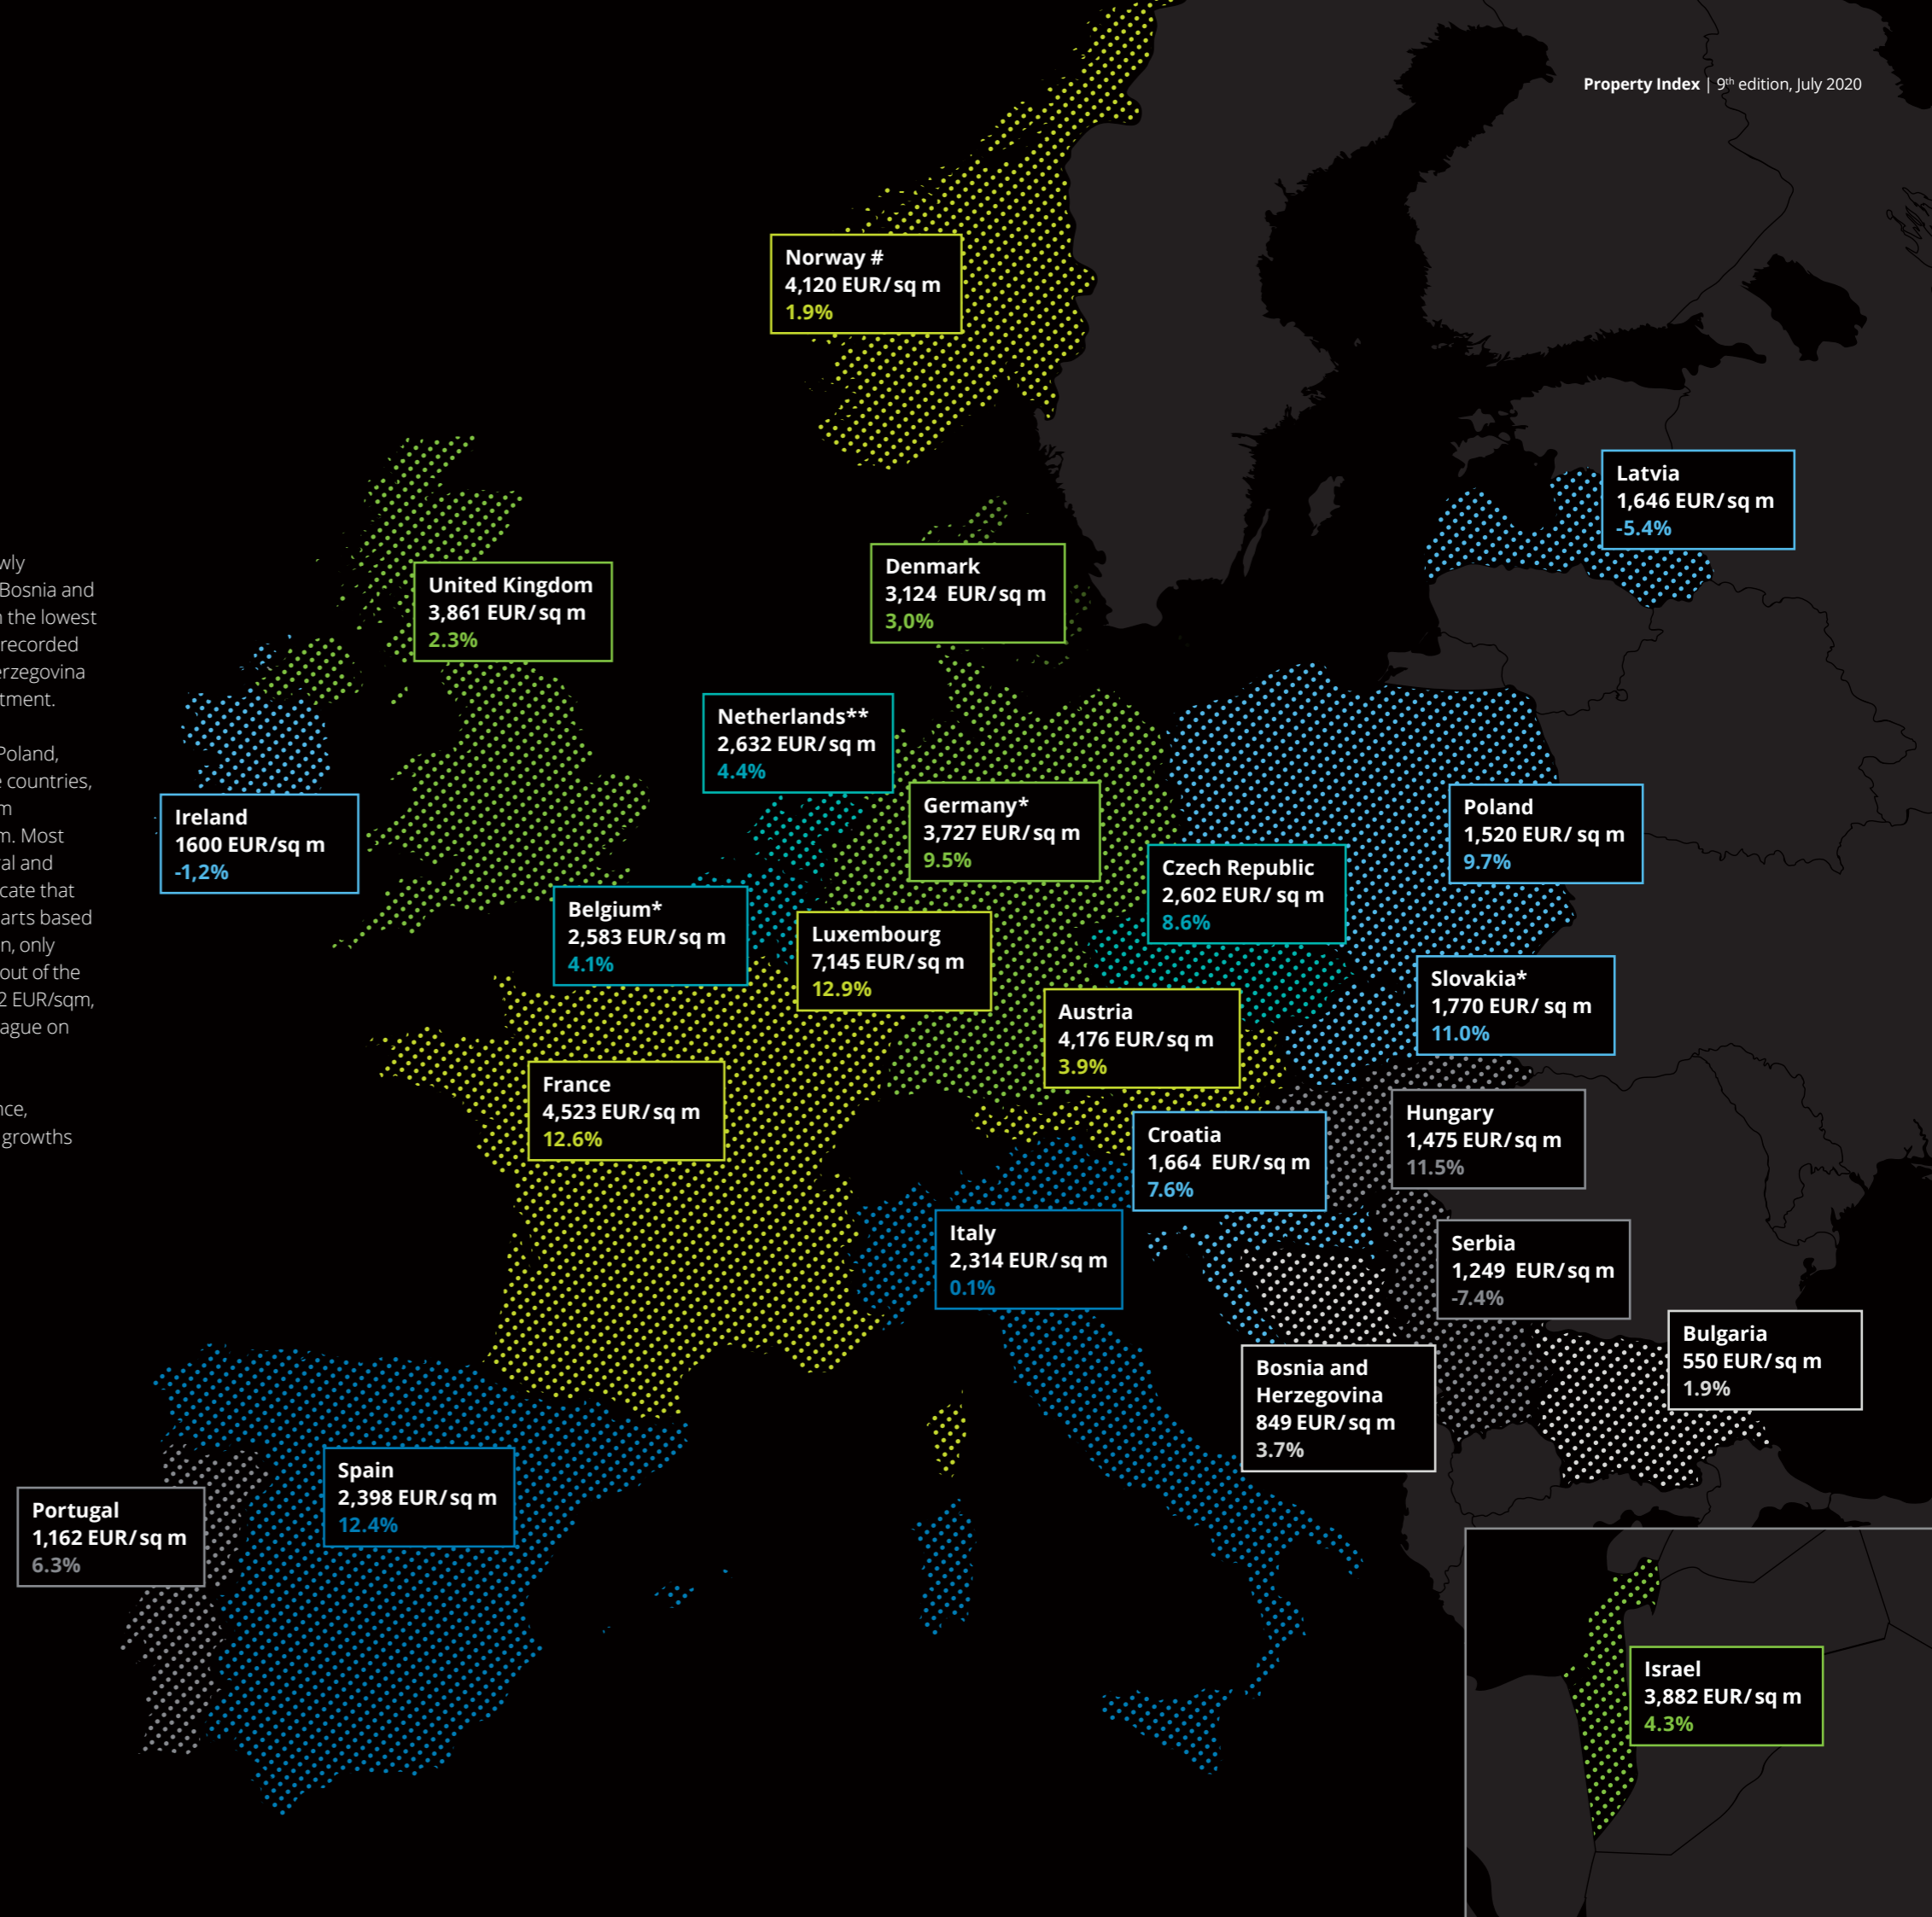 Property Index | 9th edition, July 2020
Norway #
4,120 EUR/sq m
1.9%
Latvia
1,646 EUR/sq m
-5.4%
United Kingdom
3,861 EUR/sq m
2.3%
Denmark
3,124 EUR/sq m
3,0%
Netherlands**
2,632 EUR/sq m
4.4%
Ireland
1600 EUR/sq m
-1,2%
Germany*
3,727 EUR/sq m
9.5%
Poland
1,520 EUR/ sq m
9.7%
Czech Republic
2,602 EUR/ sq m
8.6%
Belgium*
2,583 EUR/sq m
4.1%
Luxembourg
7,145 EUR/sq m
12.9%
Slovakia*
1,770 EUR/ sq m
11.0%
Austria
4,176 EUR/sq m
3.9%
France
4,523 EUR/sq m
12.6%
Hungary
1,475 EUR/sq m
11.5%
Croatia
1,664 EUR/sq m
7.6%
Italy
2,314 EUR/sq m
0.1%
Serbia
1,249 EUR/sq m
-7.4%
Bulgaria
550 EUR/sq m
1.9%
Bosnia and
Herzegovina
849 EUR/sq m
3.7%
Spain
2,398 EUR/sq m
12.4%
Portugal
1,162 EUR/sq m
6.3%
Israel
3,882 EUR/sq m
4.3%
wly
Bosnia and
n the lowest
recorded
erzegovina
tment.
Poland,
e countries,
m
m. Most
ral and
cate that
arts based
n, only
out of the
2 EUR/sqm,
ague on
nce,
growths